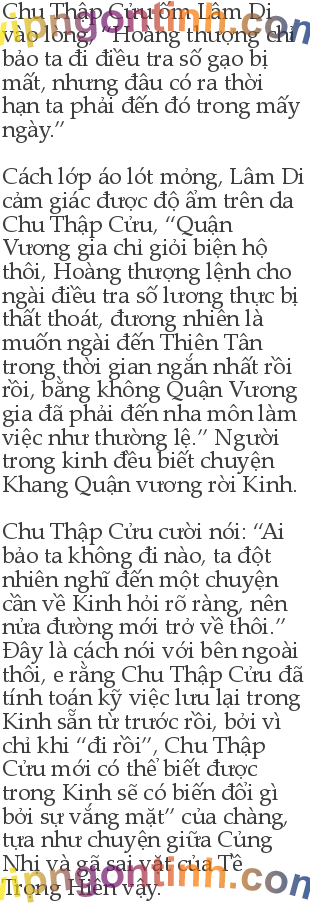 Chu Thập Cửu ôm Lâm Di
vào lòng, “Hoàng thượng chỉ
bảo ta đi điều tra số gạo bị
mất, nhưng đâu có ra thời
hạn ta phải đến đó trong mấy
ngày.”
Cách lớp áo lót mỏng, Lâm Di
cảm giác được độ ẩm trên da
Chu Thập Cửu, “Quận
Vương gia chỉ giỏi biện hộ
thôi, Hoàng thượng lệnh cho
ngài điều tra số lương thực bị
thất thoát, đương nhiên là
muốn ngài đến Thiên Tân
trong thời gian ngắn nhất rồi
rồi, bằng không Quận Vương
gia đã phải đến nha môn làm
việc như thường lệ.” Người
trong kinh đều biết chuyện
Khang Quận vương rời Kinh.
Chu Thập Cửu cười nói: “Ai
bảo ta không đi nào, ta đột
nhiên nghĩ đến một chuyện
cần về Kinh hỏi rõ ràng, nên
nửa đường mới trở về thôi.”
Đây là cách nói với bên ngoài
thôi, e rằng Chu Thập Cửu đã
tính toán kỹ việc lưu lại trong
Kinh sẵn từ trước rồi, bởi vì
chỉ khi “đi rồi”, Chu Thập
Cửu mới có thể biết được
trong Kinh sẽ có biến đổi gì
bởi sự vắng mặt” của chàng,
tựa như chuyện giữa Củng
Nhị và gã sai vặt của Tề
Trọng Hiên vậy.
vipngontinh.com
vipngontinh.com